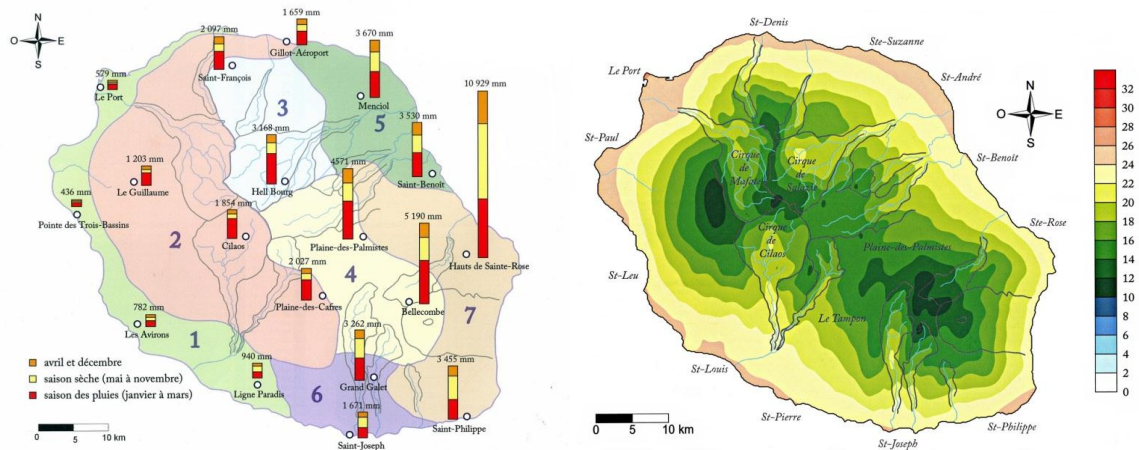 N
O
E
S
1 659 mm
Gillot-Aéroport
2 097 mm
Saint-François
3 670 mm
Menciol
10 929 mm
579 mm
Le Port
3
5
3 168 mm
Hell Bourg
3 530 mm
Saint-Benoît
1 203 mm
Le Guillaume
4571 mm
Plaine-des-Palmistes
436 mm
Pointe des Trois-Bassins
2
1 854 mm
Cilaos
5 190 mm
Bellecombe
Hauts de Sainte-Rose
4
2 027 mm
Plaine-des-Cafres
7
782 mm
Les Avirons
1
3 262 mm
Grand Galet
940 mm
Ligne Paradis
3 455 mm
Saint-Philippe
6
1 671 mm
Saint-Joseph
avril et décembre
saison sèche (mai à novembre)
saison des pluies (janvier à mars)
0 5 10 km
St-Denis
Ste-Suzanne
Le Port
St-André
N
O
E
S
St-Paul
St-Benoît
Cirque
de
Mafate
Cirque
de
Salazie
Ste-Rose
Cirque
de
Cilaos
Plaine-des-Palmistes
St-Leu
Le Tampon
St-Louis
St-Pierre
St-Philippe
St-Joseph
0 5 10 km
32
30
28
26
24
22
20
18
16
14
12
10
8
6
4
2
0